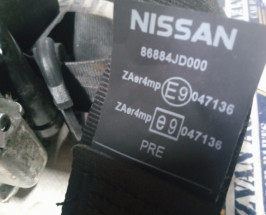 NISSAN
86884JD000
ZAer4mp E9 047136
ZAer4mp e9 047136
PRE